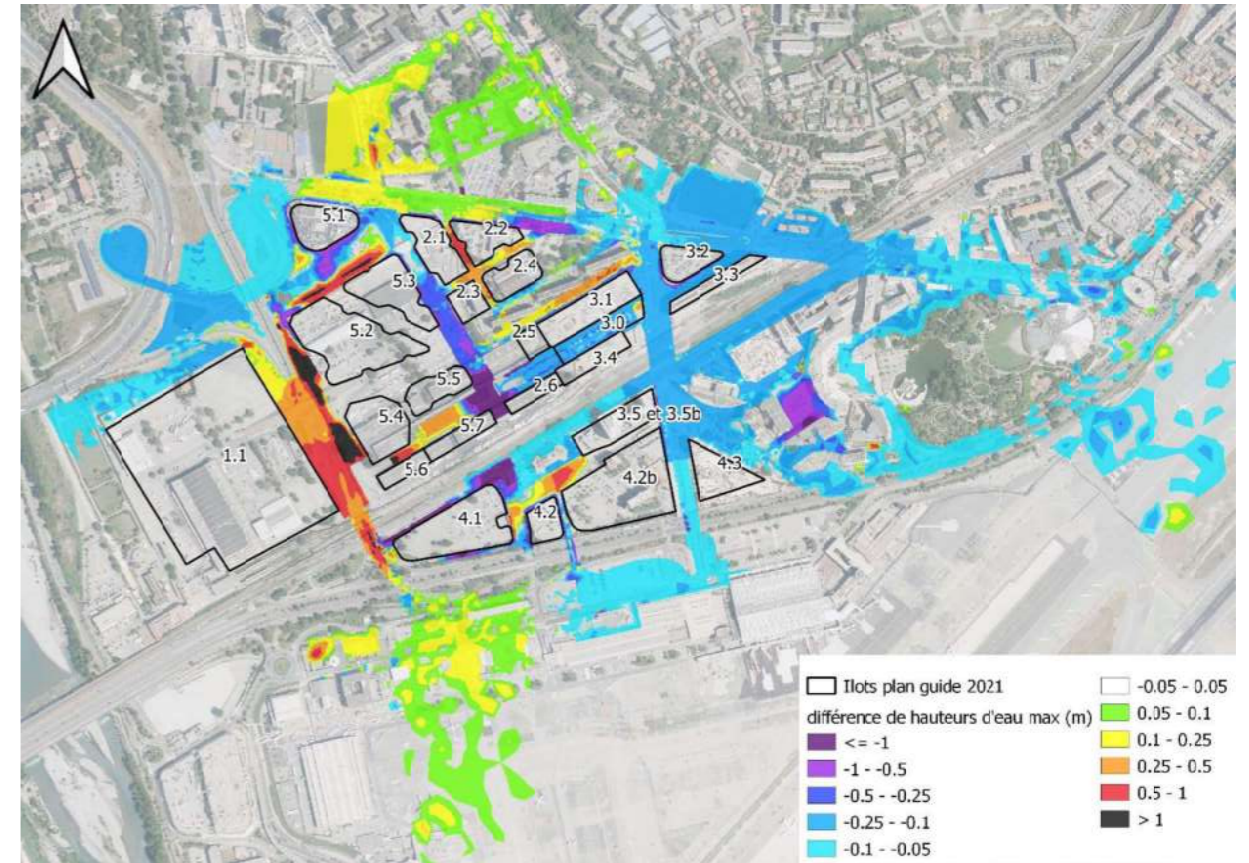 5.1
2.1
2.2
5.3
2.4
3.2
3.3
2.3
3.1
5.2
2.5
3.0
3.4
5.5
2.6
5.4
5.7
3.5 et 3.5b
1.1
5.6
4.3
4.2b
4.1
4.2
Ilots plan guide 2021
différence de hauteurs d'eau max (m)
<= -1
-1 - -0.5
-0.5 - -0.25
-0.25 - -0.1
-0.1 - -0.05
-0.05 - 0.05
0.05 - 0.1
0.1 - 0.25
0.25 - 0.5
0.5 - 1
> 1